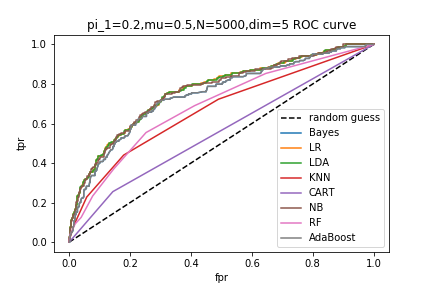 pi_1=0.2,mu=0.5,N=5000,dim=5 ROC curve
tpr
1.0
0.8
0.6
0.4
0.2
0.0
random guess
Bayes
LR
LDA
KNN
CART
NB
RF
AdaBoost
0.0 0.2 0.4 0.6 0.8 1.0
fpr